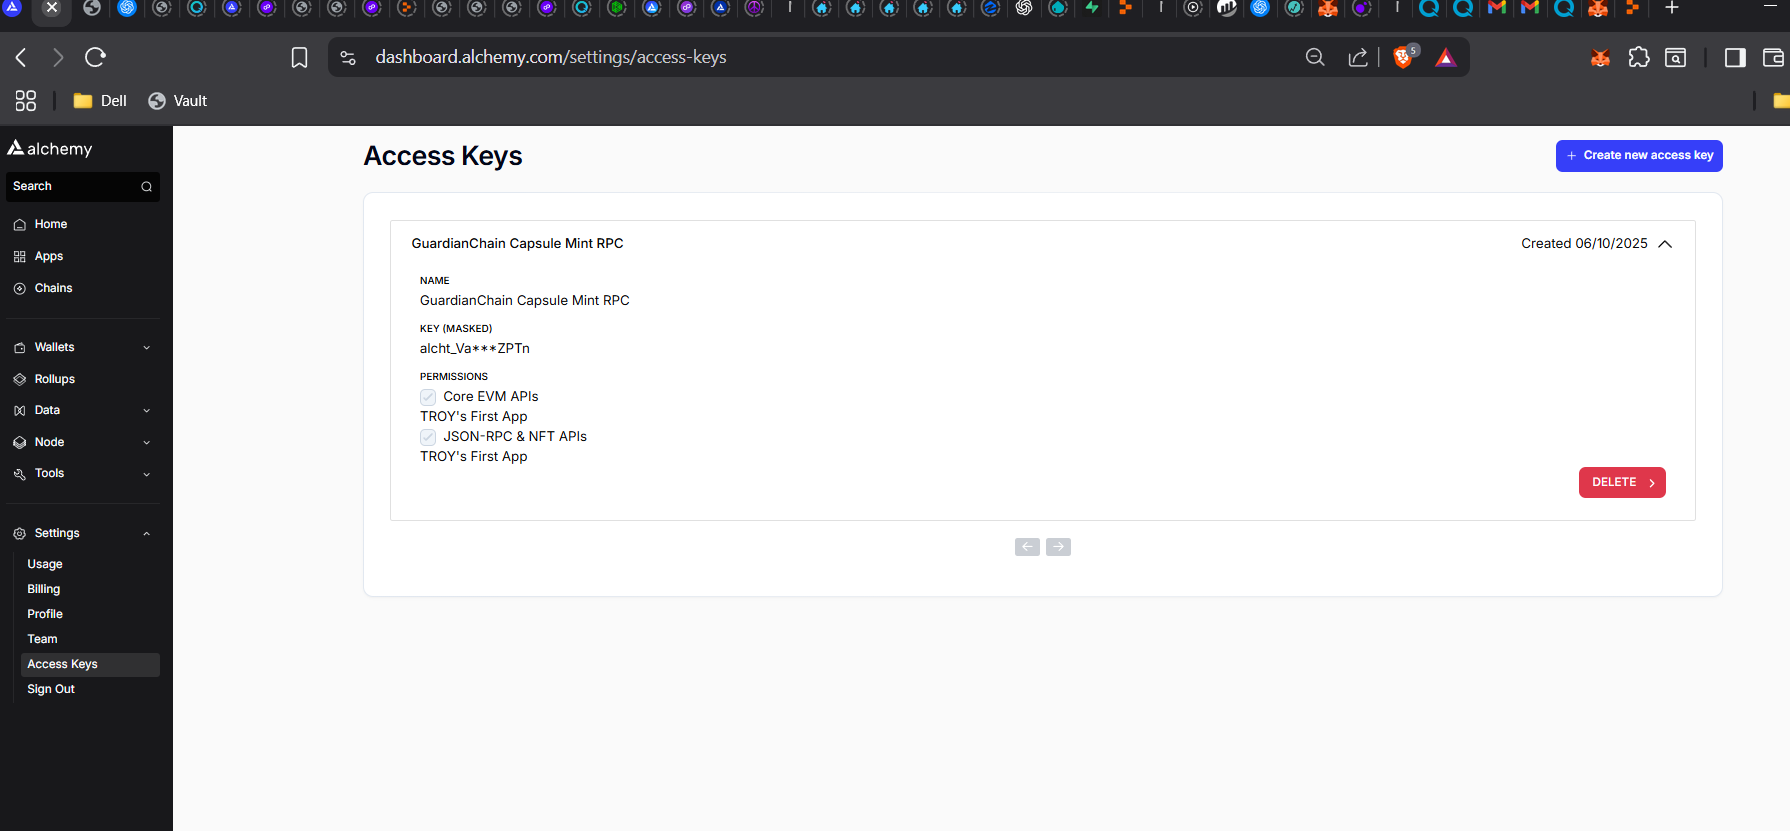 5
dashboard.alchemy.com/settings/access-keys
Dell
Vault
alchemy
Search
Home
Apps
Chains
Wallets
Rollups
Data
Node
Tools
Settings
Usage
Billing
Profile
Team
Access Keys
Sign Out
Access Keys
+ Create new access key
GuardianChain Capsule Mint RPC
Created 06/10/2025
NAME
GuardianChain Capsule Mint RPC
KEY (MASKED)
alcht_Va***ZPTn
PERMISSIONS
Core EVM APIs
TROY's First App
JSON-RPC & NFT APIs
TROY's First App
DELETE